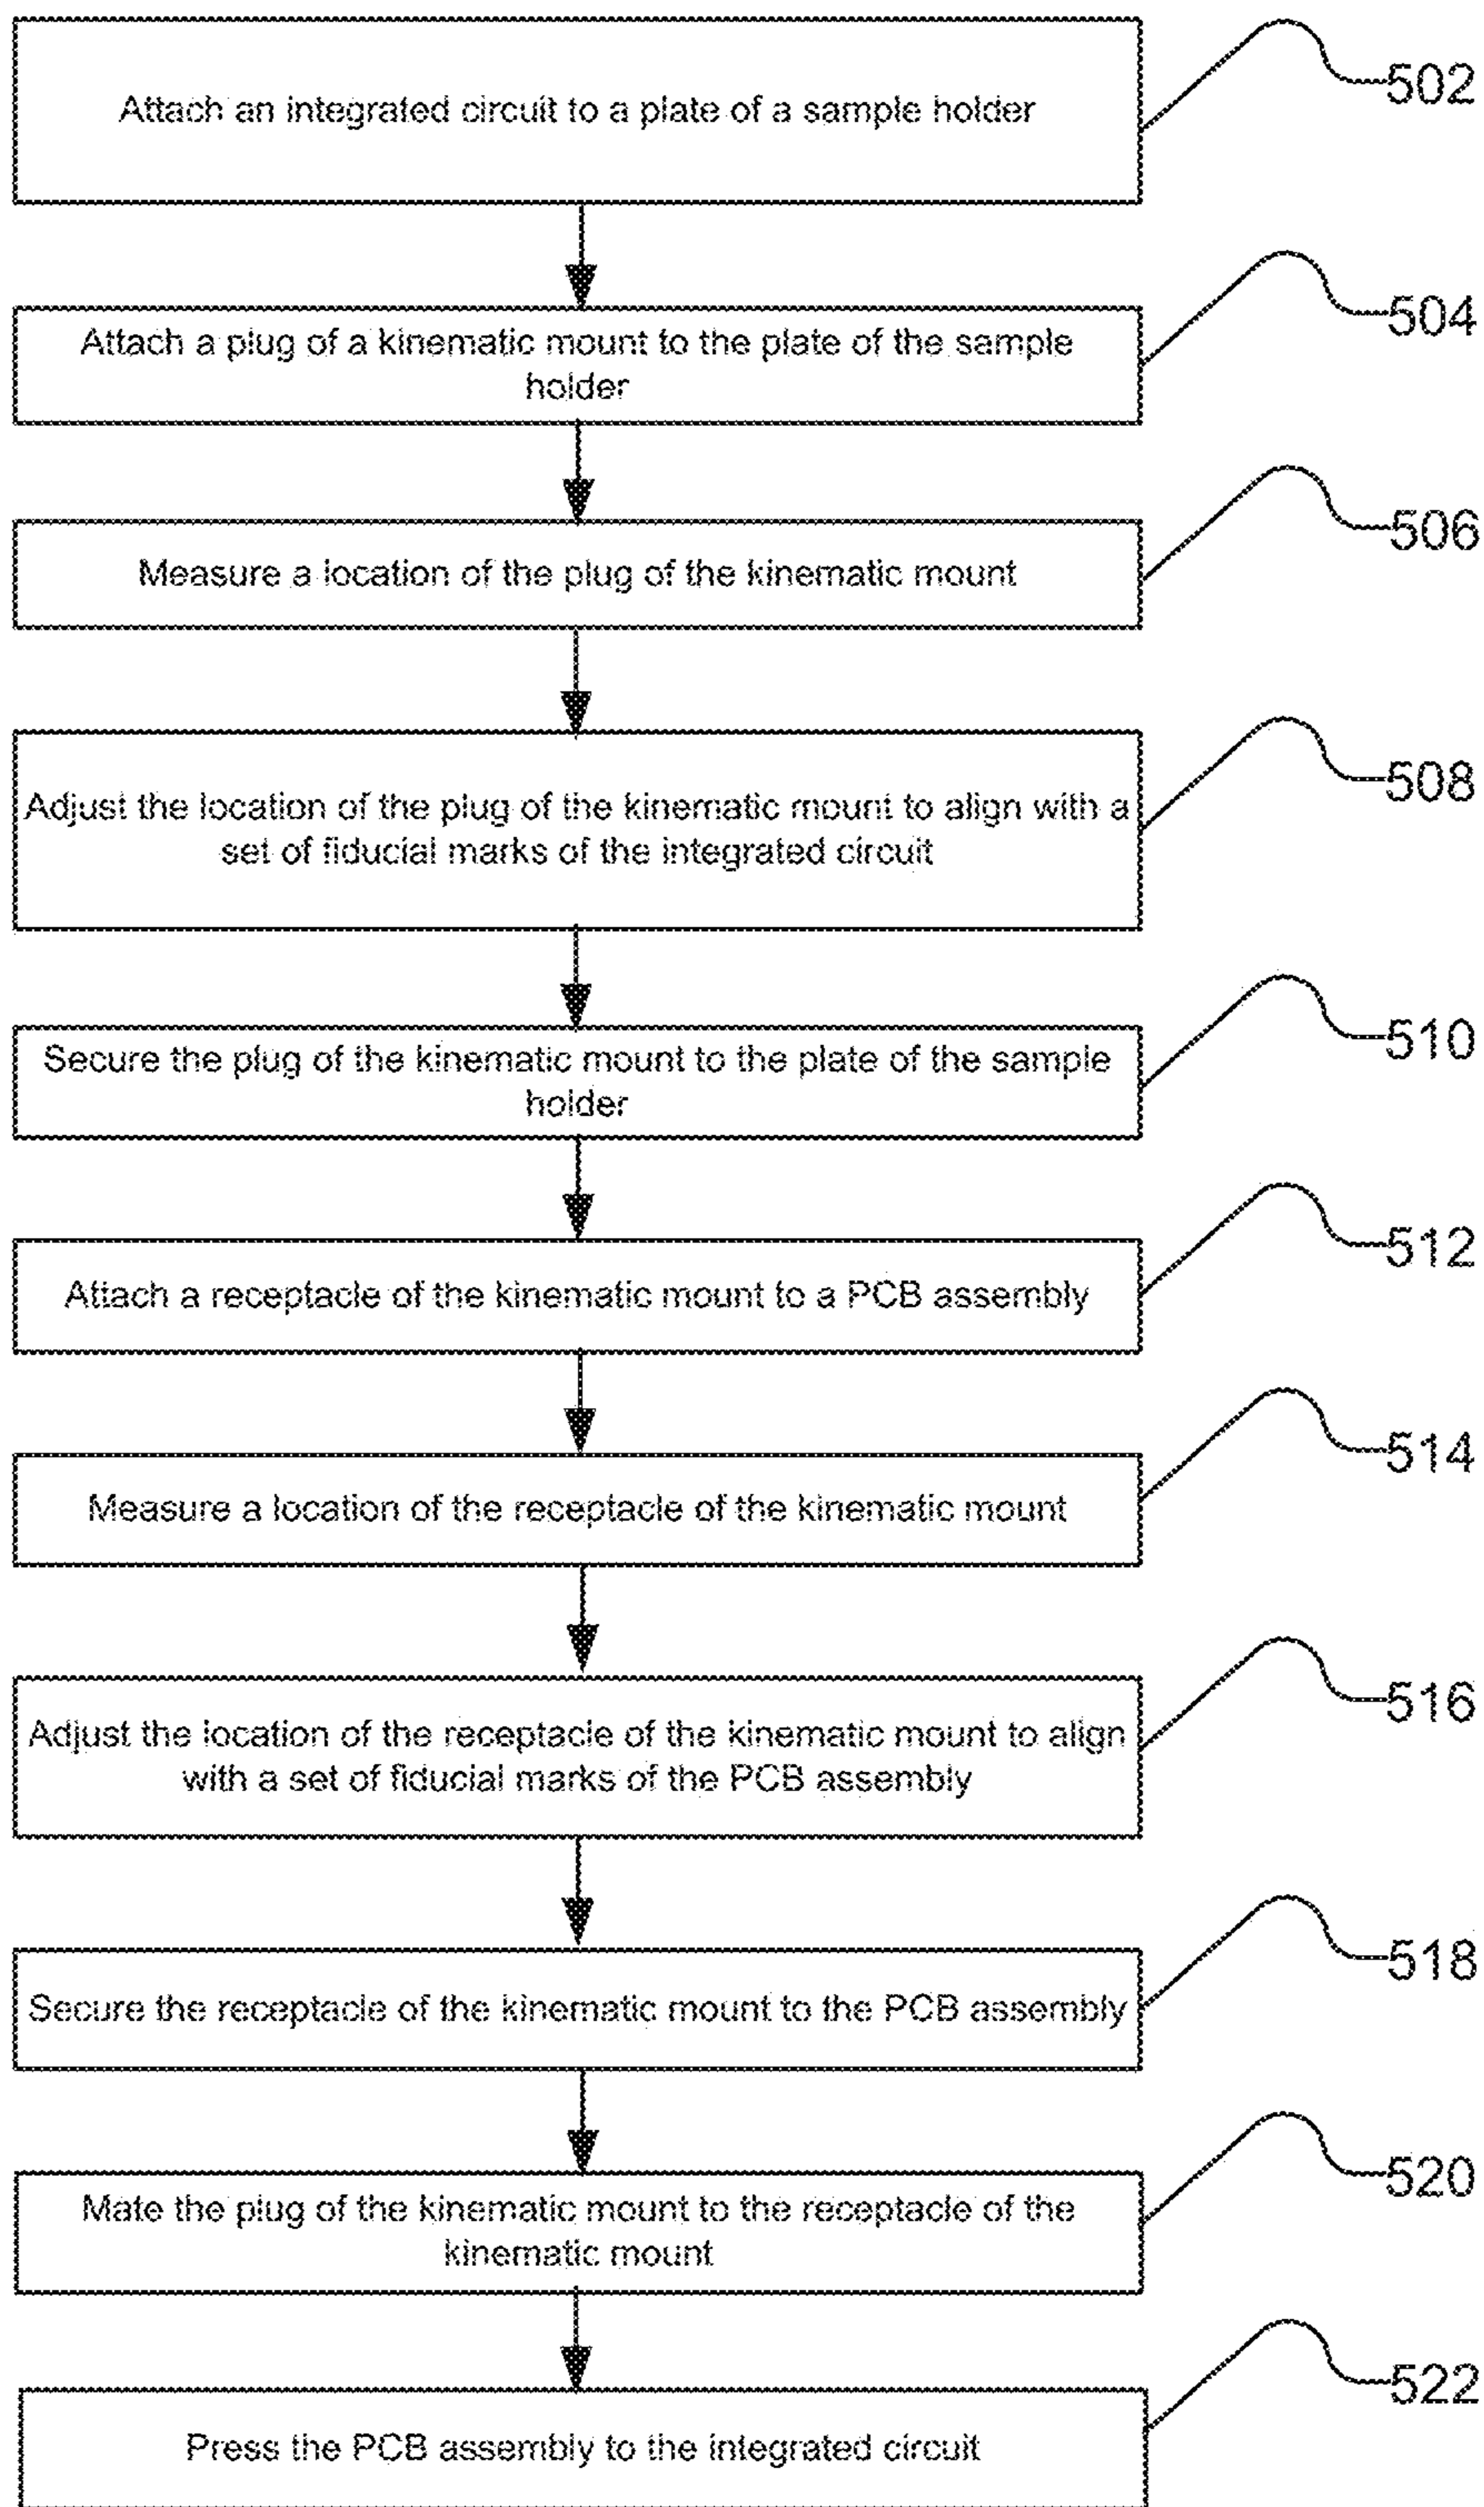 Attach an integrated circuit to a plate of a sample holder
502
Attach a plug of a kinematic mount to the plate of the sample
holder
504
Measure a location of the plug of the kinematic mount
506
Adjust the location of the plug of the kinematic mount to align with a
set of fiducial marks of the integrated circuit
508
Secure the plug of the kinematic mount to the plate of the sample
holder
510
Attach a receptacle of the kinematic mount to a PCB assembly
512
Measure a location of the receptacle of the kinematic mount
514
Adjust the location of the receptacle of the kinematic mount to align
with a set of fiducial marks of the PCB assembly
516
Secure the receptacle of the kinematic mount to the PCB assembly
518
Mate the plug of the kinematic mount to the receptacle of the
kinematic mount
520
Press the PCB assembly to the integrated circuit
522